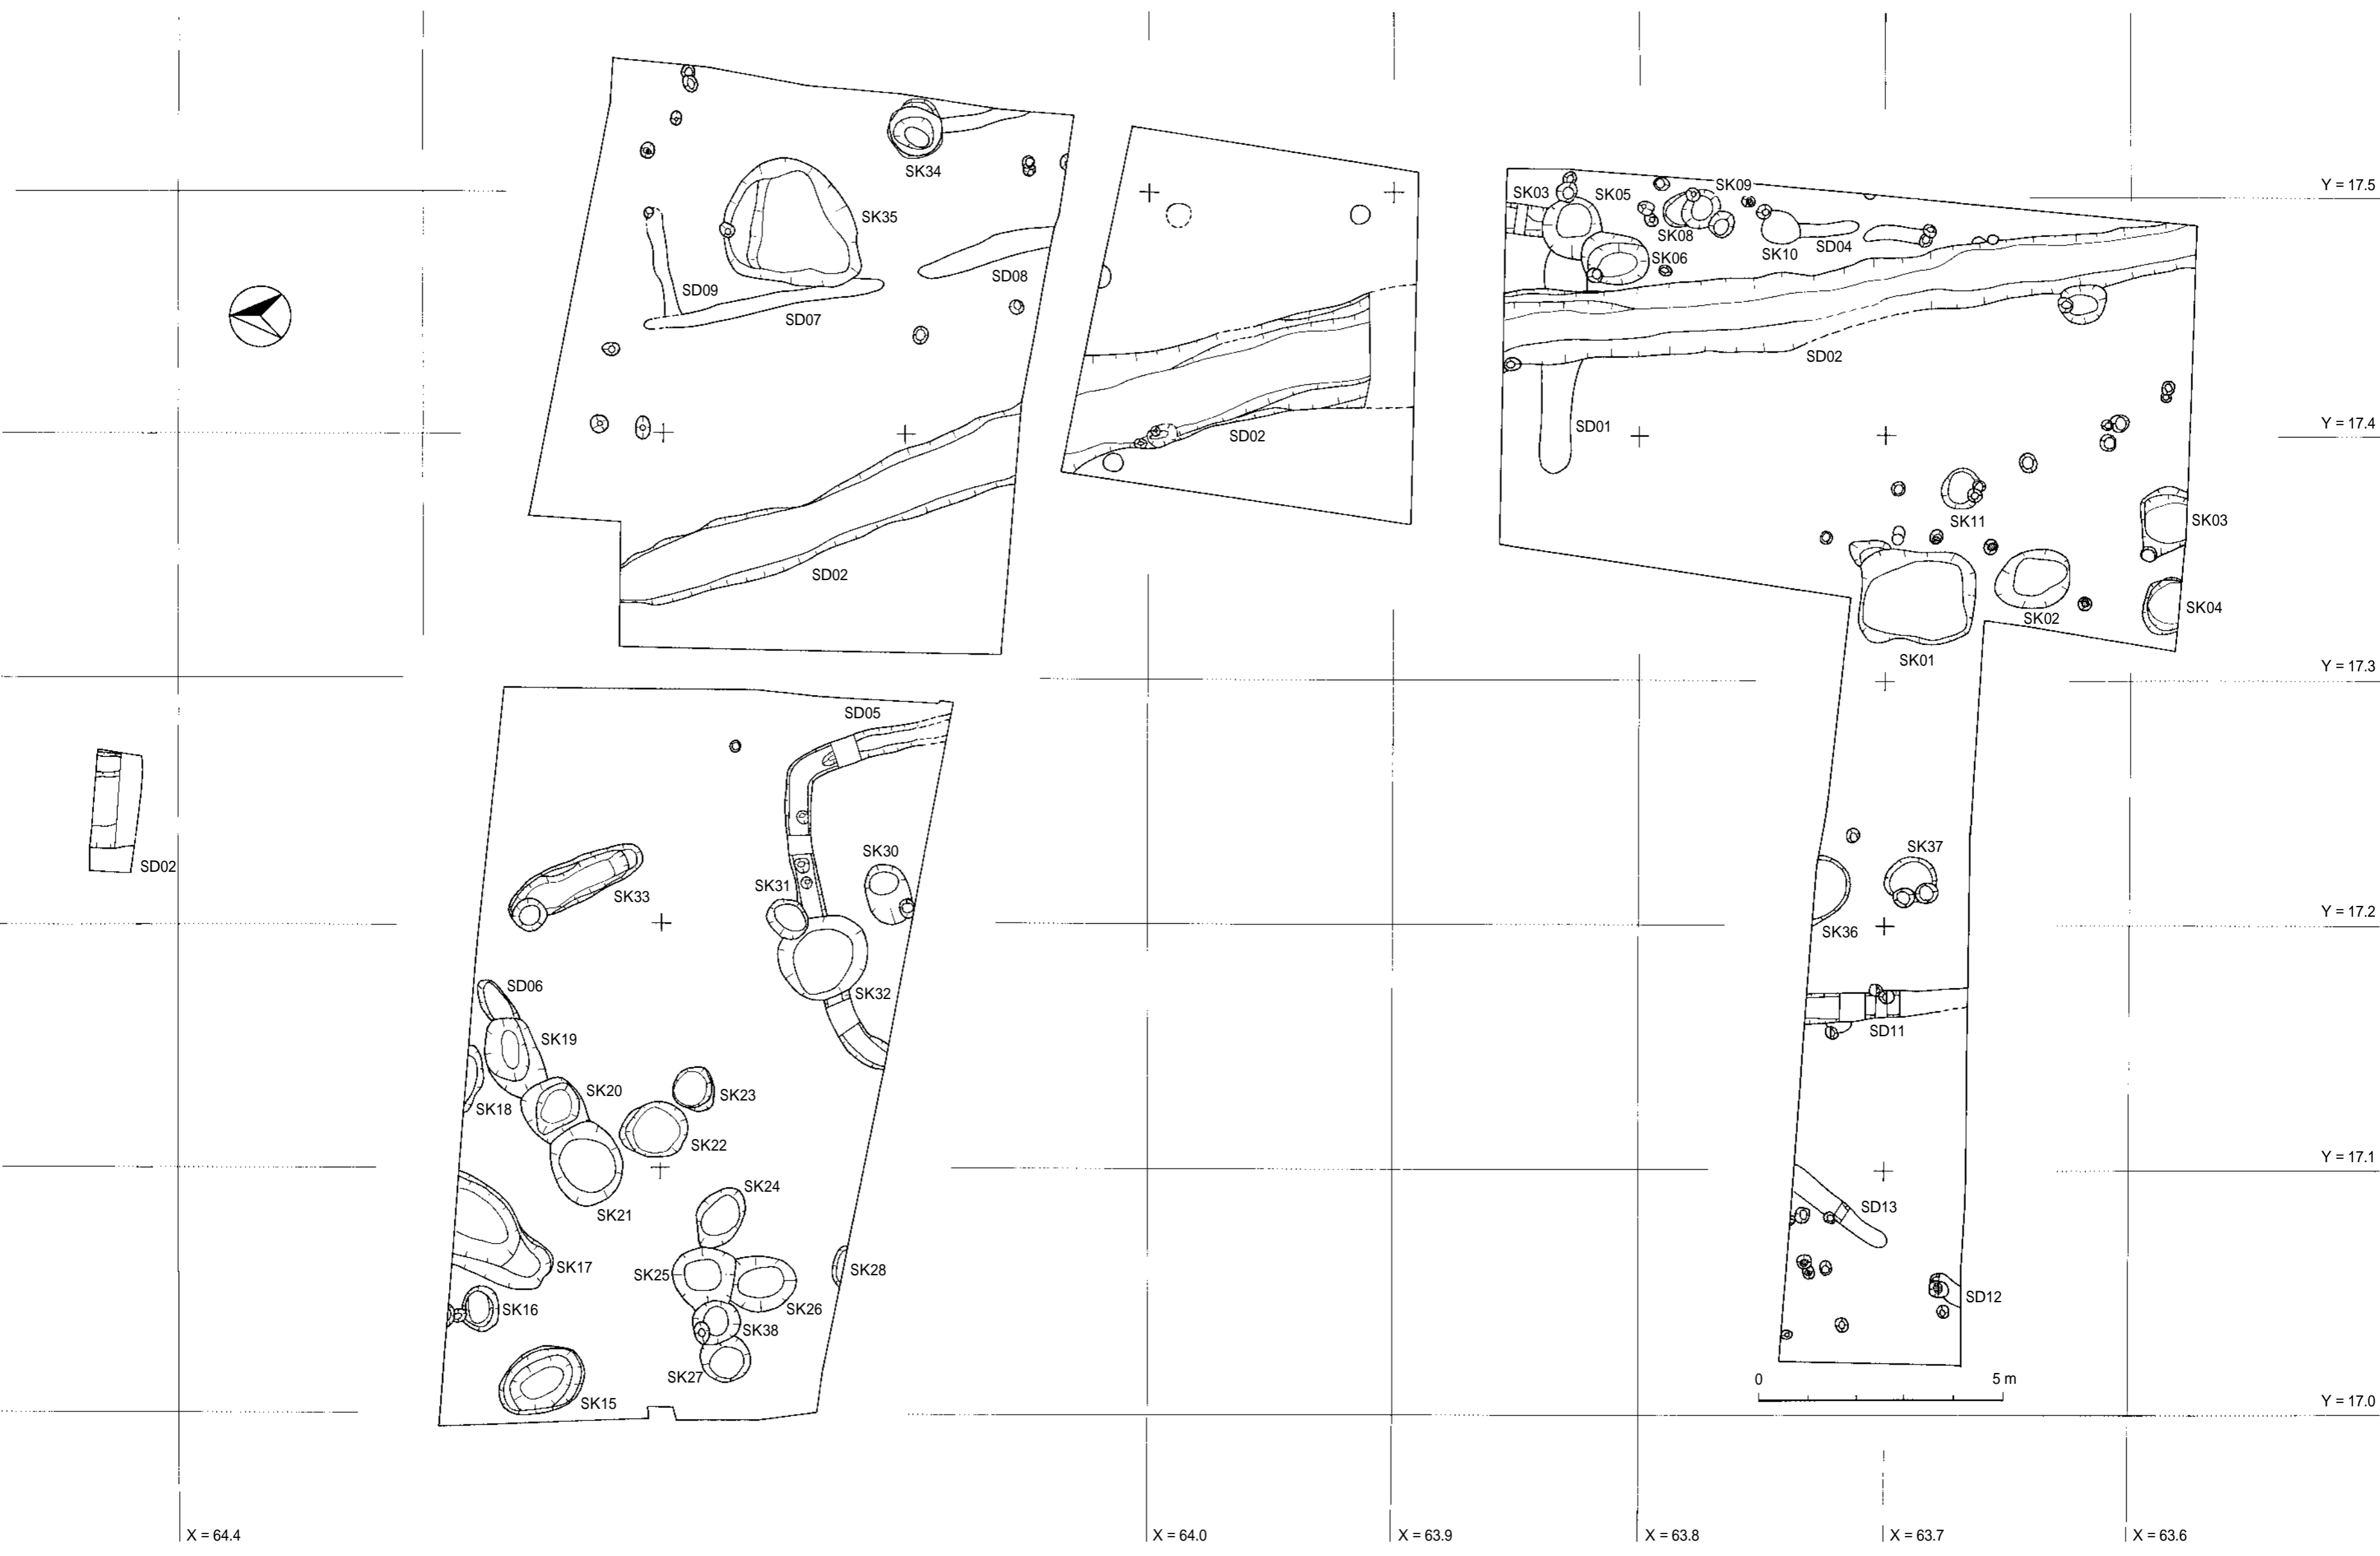 SK34
SK35
SD09
SD07
SD08
SD02
SD02
SK03
SK05
SK09
SK08
SK06
SK10
SD04
SD02
SD01
SK11
SK03
SK02
SK04
SK01
Y = 17.5
Y = 17.4
Y = 17.3
Y = 17.2
Y = 17.1
Y = 17.0
SD02
SD05
SK33
SK31
SK30
SK32
SD06
SK19
SK18
SK20
SK23
SK22
SK21
SK24
SK17
SK25
SK28
SK16
SK26
SK38
SK27
SK15
SK37
SK36
SD11
SD13
SD12
0 5 m
X = 64.4
X = 64.0
X = 63.9
X = 63.8
X = 63.7
X = 63.6